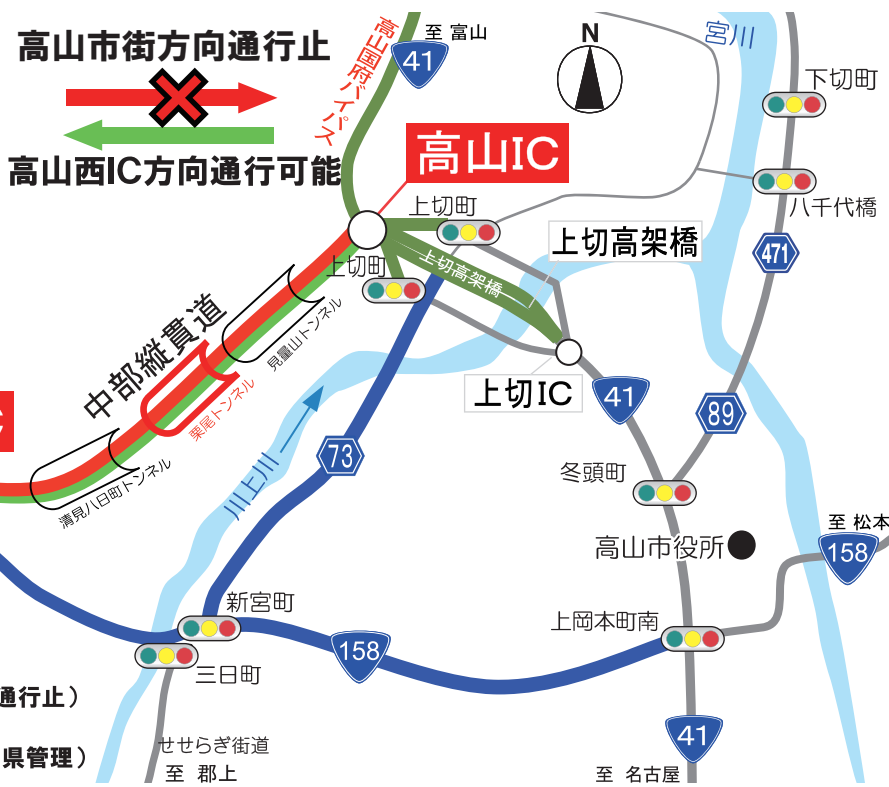 高山市街方向通行止
高山西IC方向通行可能
高山国府バイパス
至 富山
41
N
宮川
下切町
八千代橋
471
高山IC
上切町
上切高架橋
上切高架橋
上切町
中部縦貫道
見量山トンネル
栗尾トンネル
清見八日町トンネル
C
上切IC
41
89
73
川上川
冬頭町
高山市役所
至 松本
158
新宮町
上岡本町南
158
三日町
通行止）
せせらぎ街道
県管理）
至 郡上
41
至 名古屋